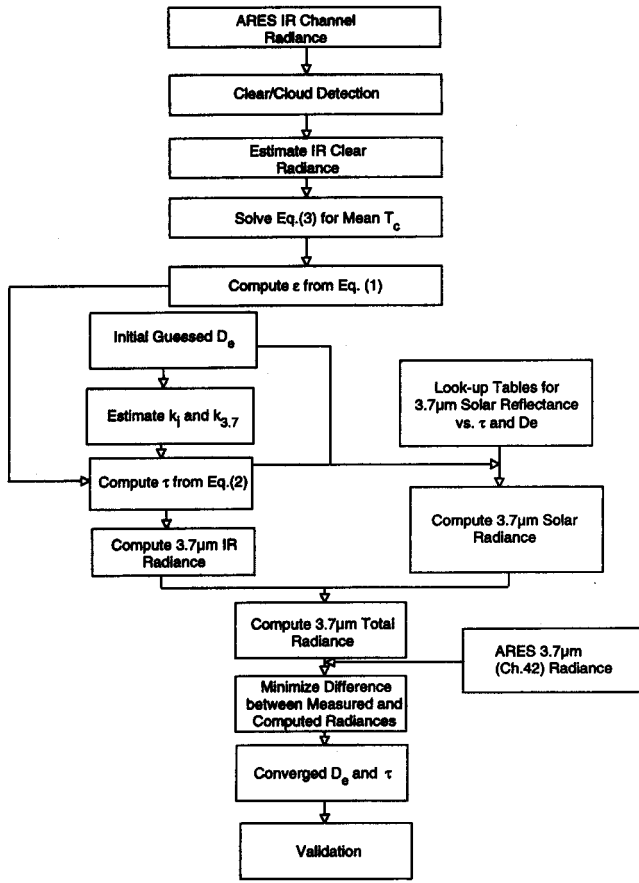 ARES IR Channel
Radiance
Clear/Cloud Detection
Estimate IR Clear
Radiance
Solve Eq.(3) for Mean T_c
Compute ε from Eq. (1)
Initial Guessed D_e
Estimate k_i and k_3.7
Compute τ from Eq.(2)
Compute 3.7µm IR
Radiance
Look-up Tables for
3.7µm Solar Reflectance
vs. τ and De
Compute 3.7µm Solar
Radiance
Compute 3.7µm Total
Radiance
ARES 3.7µm
(Ch.42) Radiance
Minimize Difference
between Measured and
Computed Radiances
Converged D_e and τ
Validation